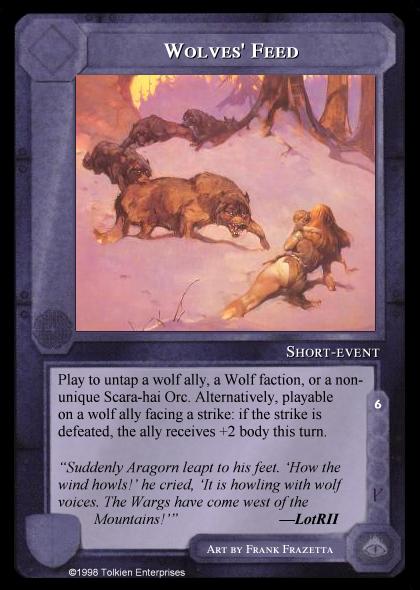 WOLVES' FEED
SHORT-EVENT
Play to untap a wolf ally, a Wolf faction, or a non-
unique Scara-hai Orc. Alternatively, playable
on a wolf ally facing a strike: if the strike is
defeated, the ally receives +2 body this turn.
6
“Suddenly Aragorn leapt to his feet. ‘How the
wind howls!’ he cried, ‘It is howling with wolf
voices. The Wargs have come west of the
Mountains!’” —LotRII
ART BY FRANK FRAZETTA
©1998 Tolkien Enterprises